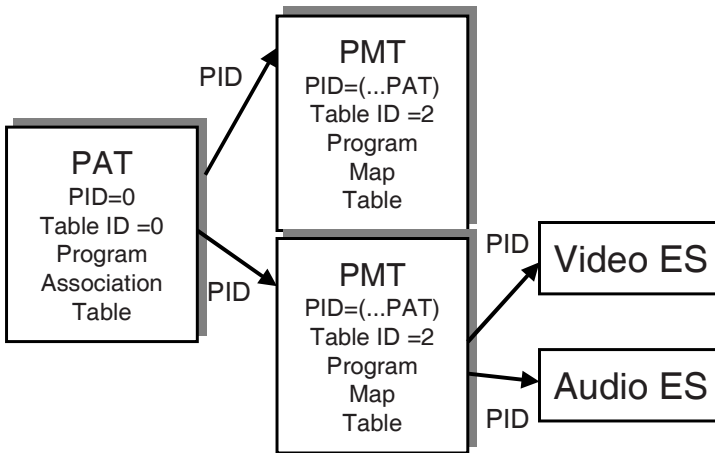 PID
PMT
PID=(...PAT)
Table ID =2
Program
Map
Table
PAT
PID=0
Table ID =0
Program
Association
Table
PID
PMT
PID=(...PAT)
Table ID =2
Program
Map
Table
PID
Video ES
Audio ES
PID